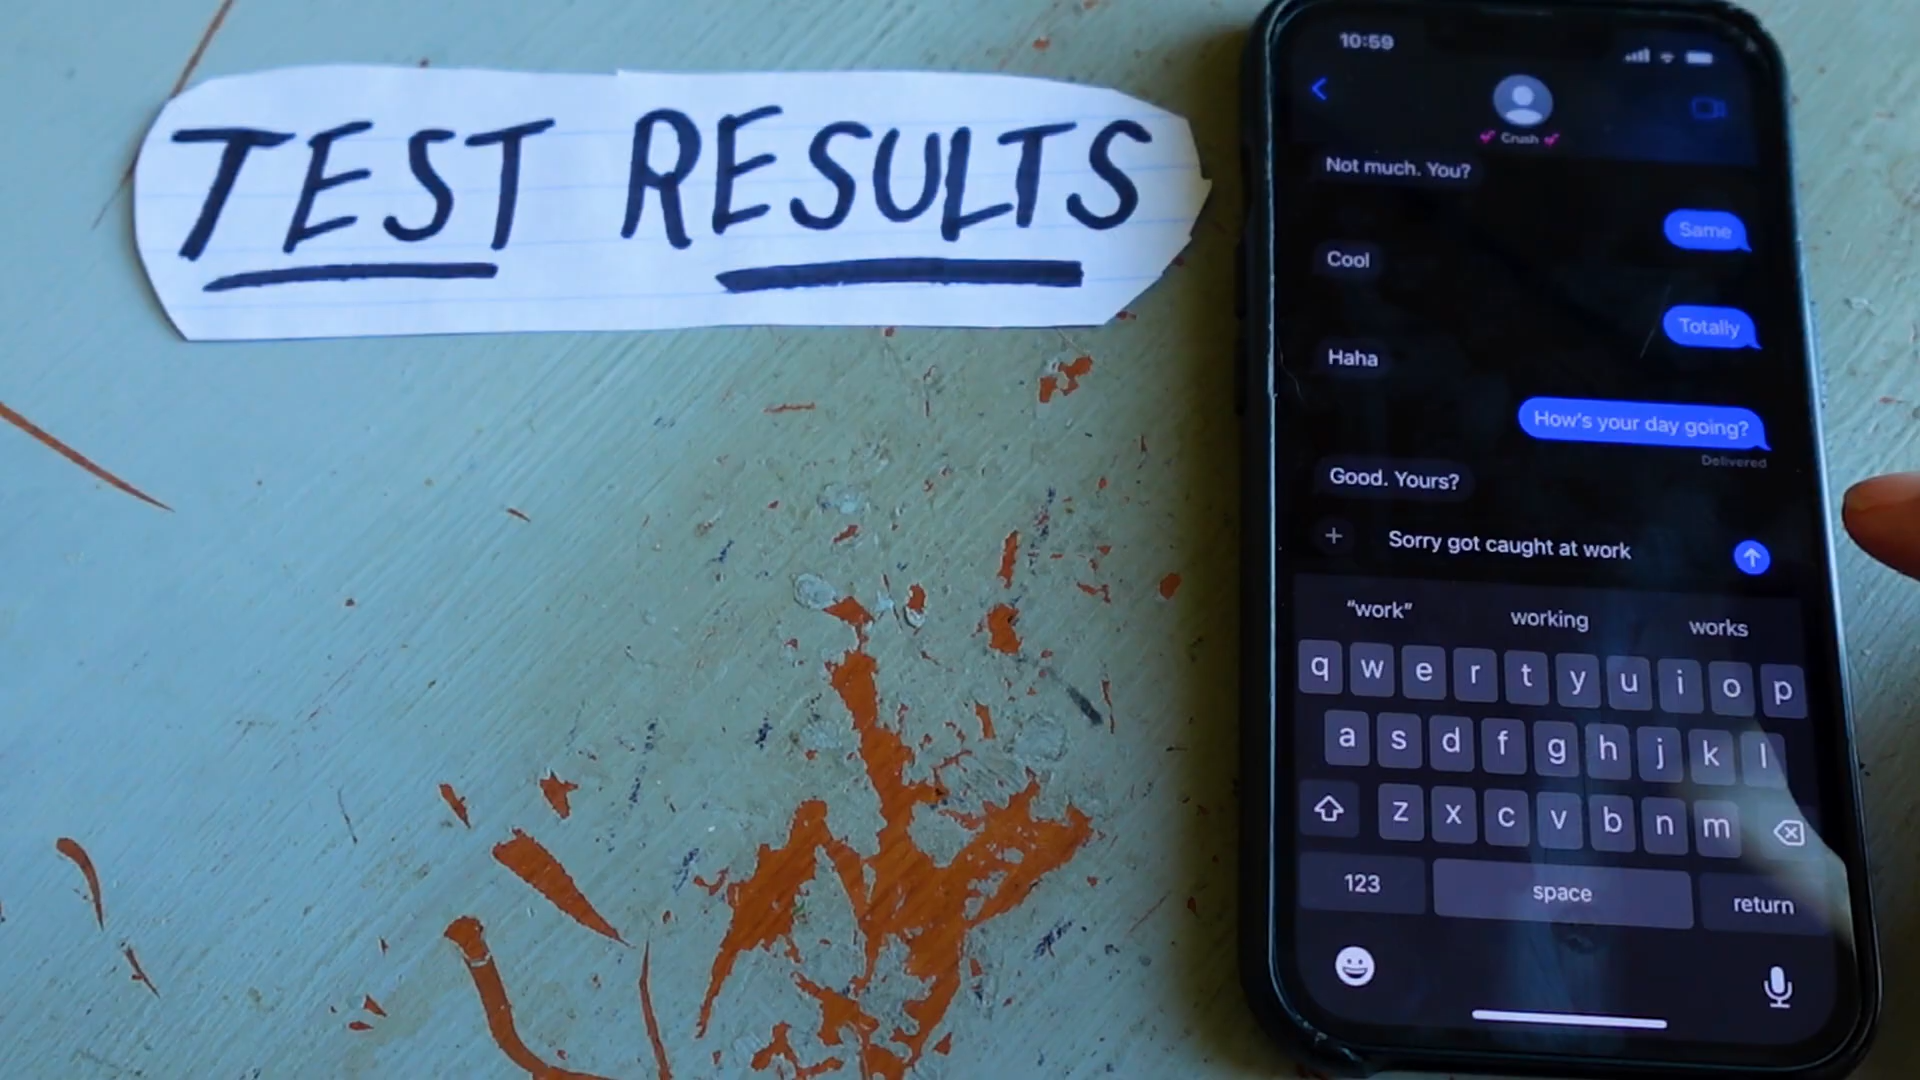 TEST RESULTS
10:59
Crush
Not much. You?
Same
Cool
Totally
Haha
How's your day going?
Delivered
Good. Yours?
Sorry got caught at work
"work" working works
q w e r t y u i o p
a s d f g h j k l
z x c v b n m
123 space return